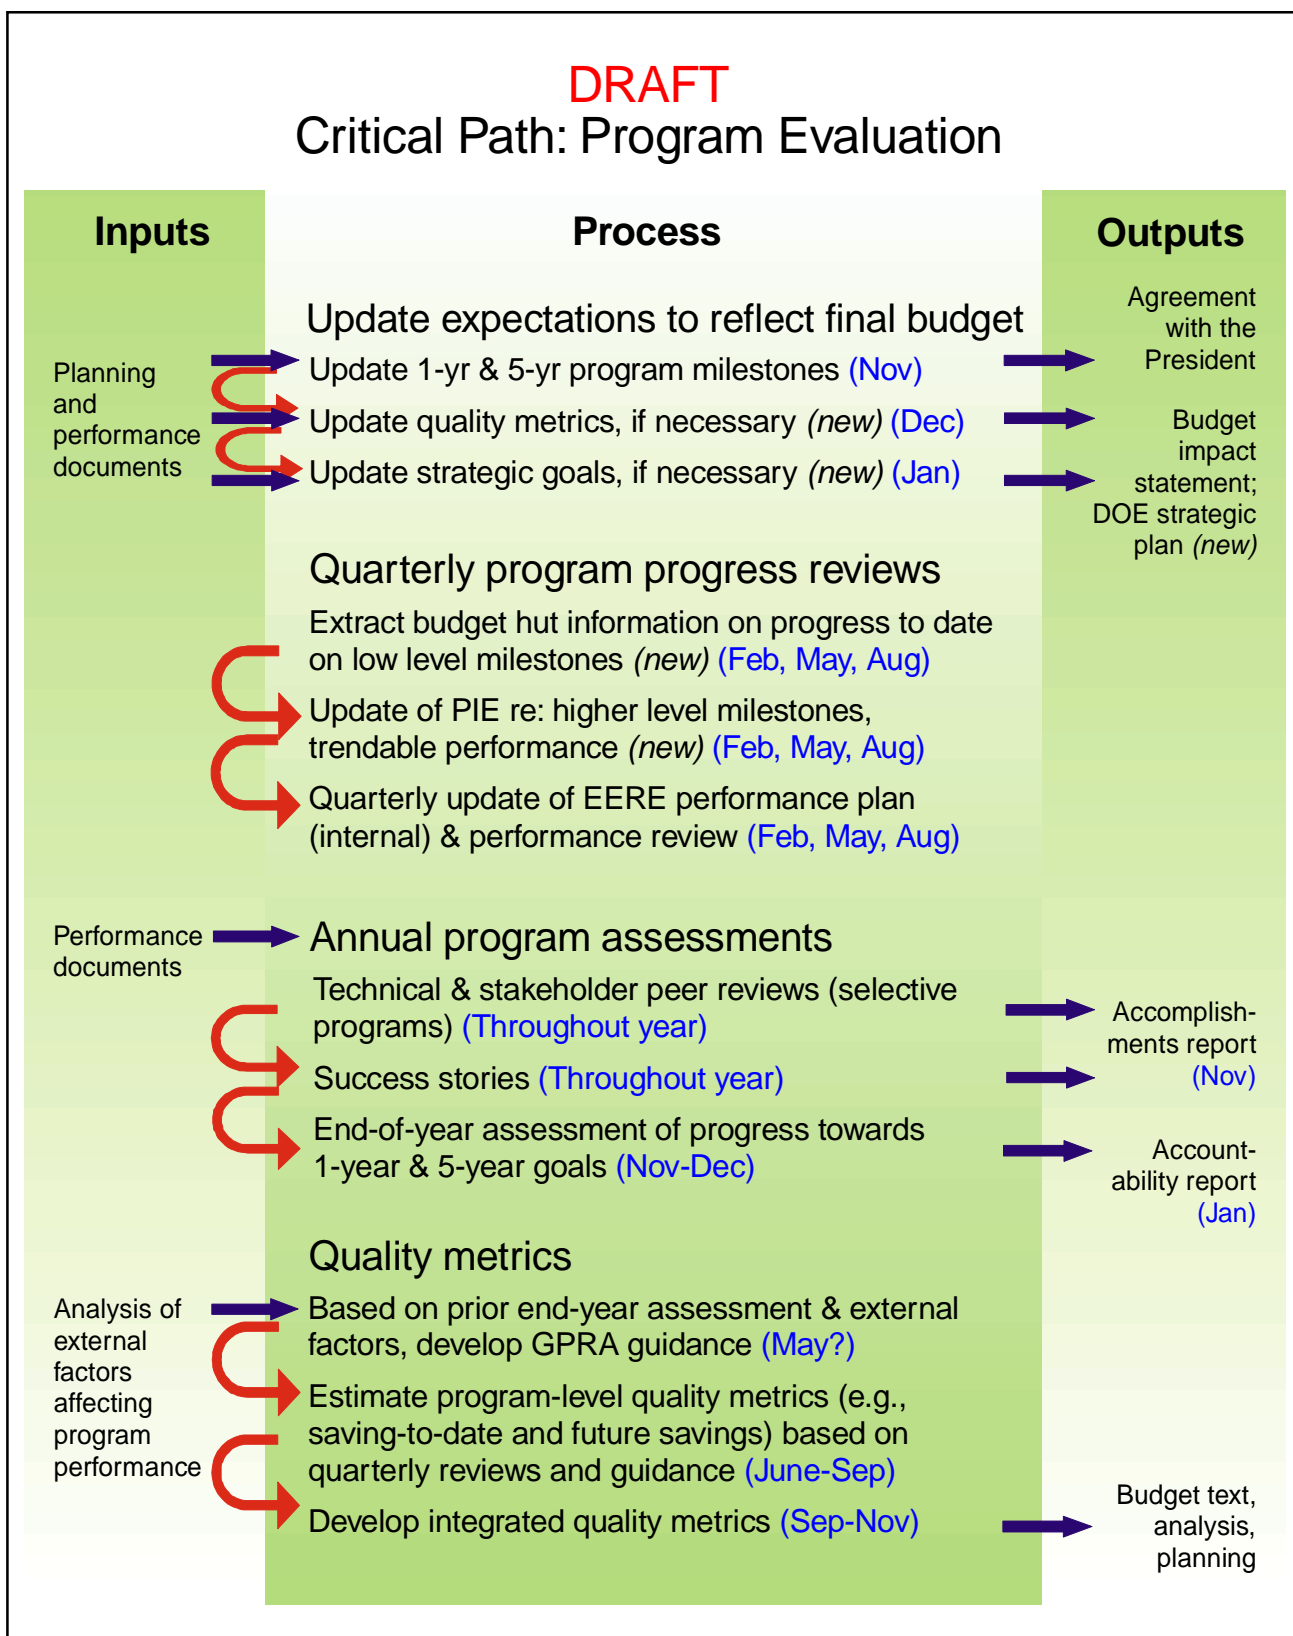 DRAFT
Critical Path: Program Evaluation
Inputs
Process
Outputs
Planning
and
performance
documents
Update expectations to reflect final budget
Update 1-yr & 5-yr program milestones (Nov)
Update quality metrics, if necessary (new) (Dec)
Update strategic goals, if necessary (new) (Jan)
Agreement
with the
President
Budget
impact
statement;
DOE strategic
plan (new)
Quarterly program progress reviews
Extract budget hut information on progress to date
on low level milestones (new) (Feb, May, Aug)
Update of PIE re: higher level milestones,
trendable performance (new) (Feb, May, Aug)
Quarterly update of EERE performance plan
(internal) & performance review (Feb, May, Aug)
Performance
documents
Annual program assessments
Technical & stakeholder peer reviews (selective
programs) (Throughout year)
Success stories (Throughout year)
End-of-year assessment of progress towards
1-year & 5-year goals (Nov-Dec)
Accomplish-
ments report
(Nov)
Account-
ability report
(Jan)
Analysis of
external
factors
affecting
program
performance
Quality metrics
Based on prior end-year assessment & external
factors, develop GPRA guidance (May?)
Estimate program-level quality metrics (e.g.,
saving-to-date and future savings) based on
quarterly reviews and guidance (June-Sep)
Develop integrated quality metrics (Sep-Nov)
Budget text,
analysis,
planning